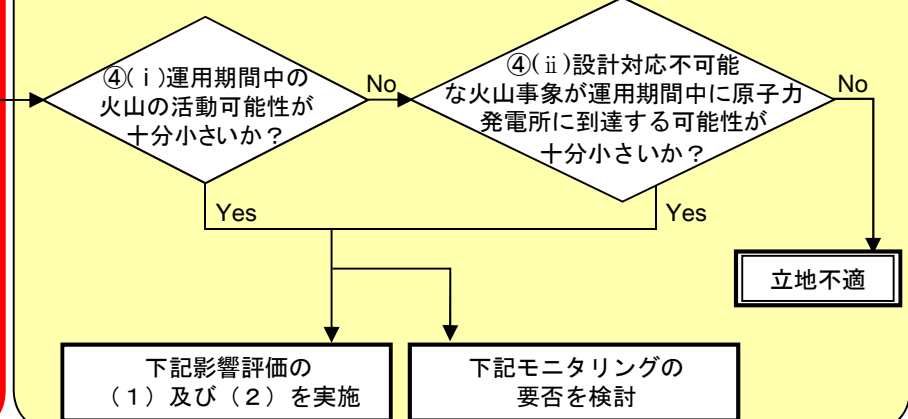 ④(ⅰ)運用期間中の
火山の活動可能性が
十分小さいか？
No
④(ⅱ)設計対応不可能
な火山事象が運用期間中に原子力
発電所に到達する可能性が
十分小さいか？
No
Yes
Yes
立地不適
下記影響評価の
（１）及び（２）を実施
下記モニタリングの
要否を検討